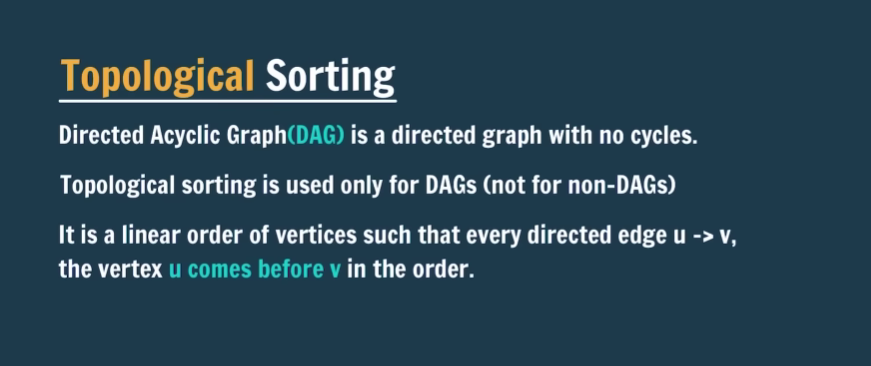 Topological Sorting
Directed Acyclic Graph(DAG) is a directed graph with no cycles.
Topological sorting is used only for DAGs (not for non-DAGs)
It is a linear order of vertices such that every directed edge u -> v,
the vertex u comes before v in the order.